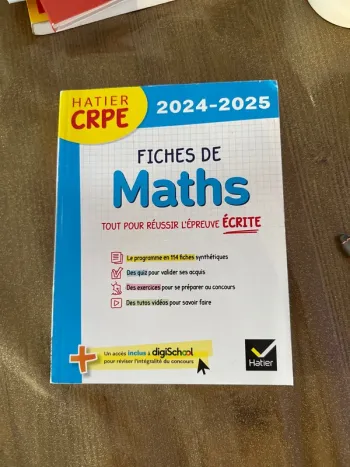 HATIER
CRPE
2024-2025
FICHES DE
Maths
TOUT POUR RÉUSSIR L'ÉPREUVE ÉCRITE
Le programme en 114 fiches synthétiques
Des quiz pour valider ses acquis
Des exercices pour se préparer au concours
Des tutos vidéos pour savoir faire
+ Un accès inclus à digiSchool
pour réviser l'intégralité du concours
Hatier